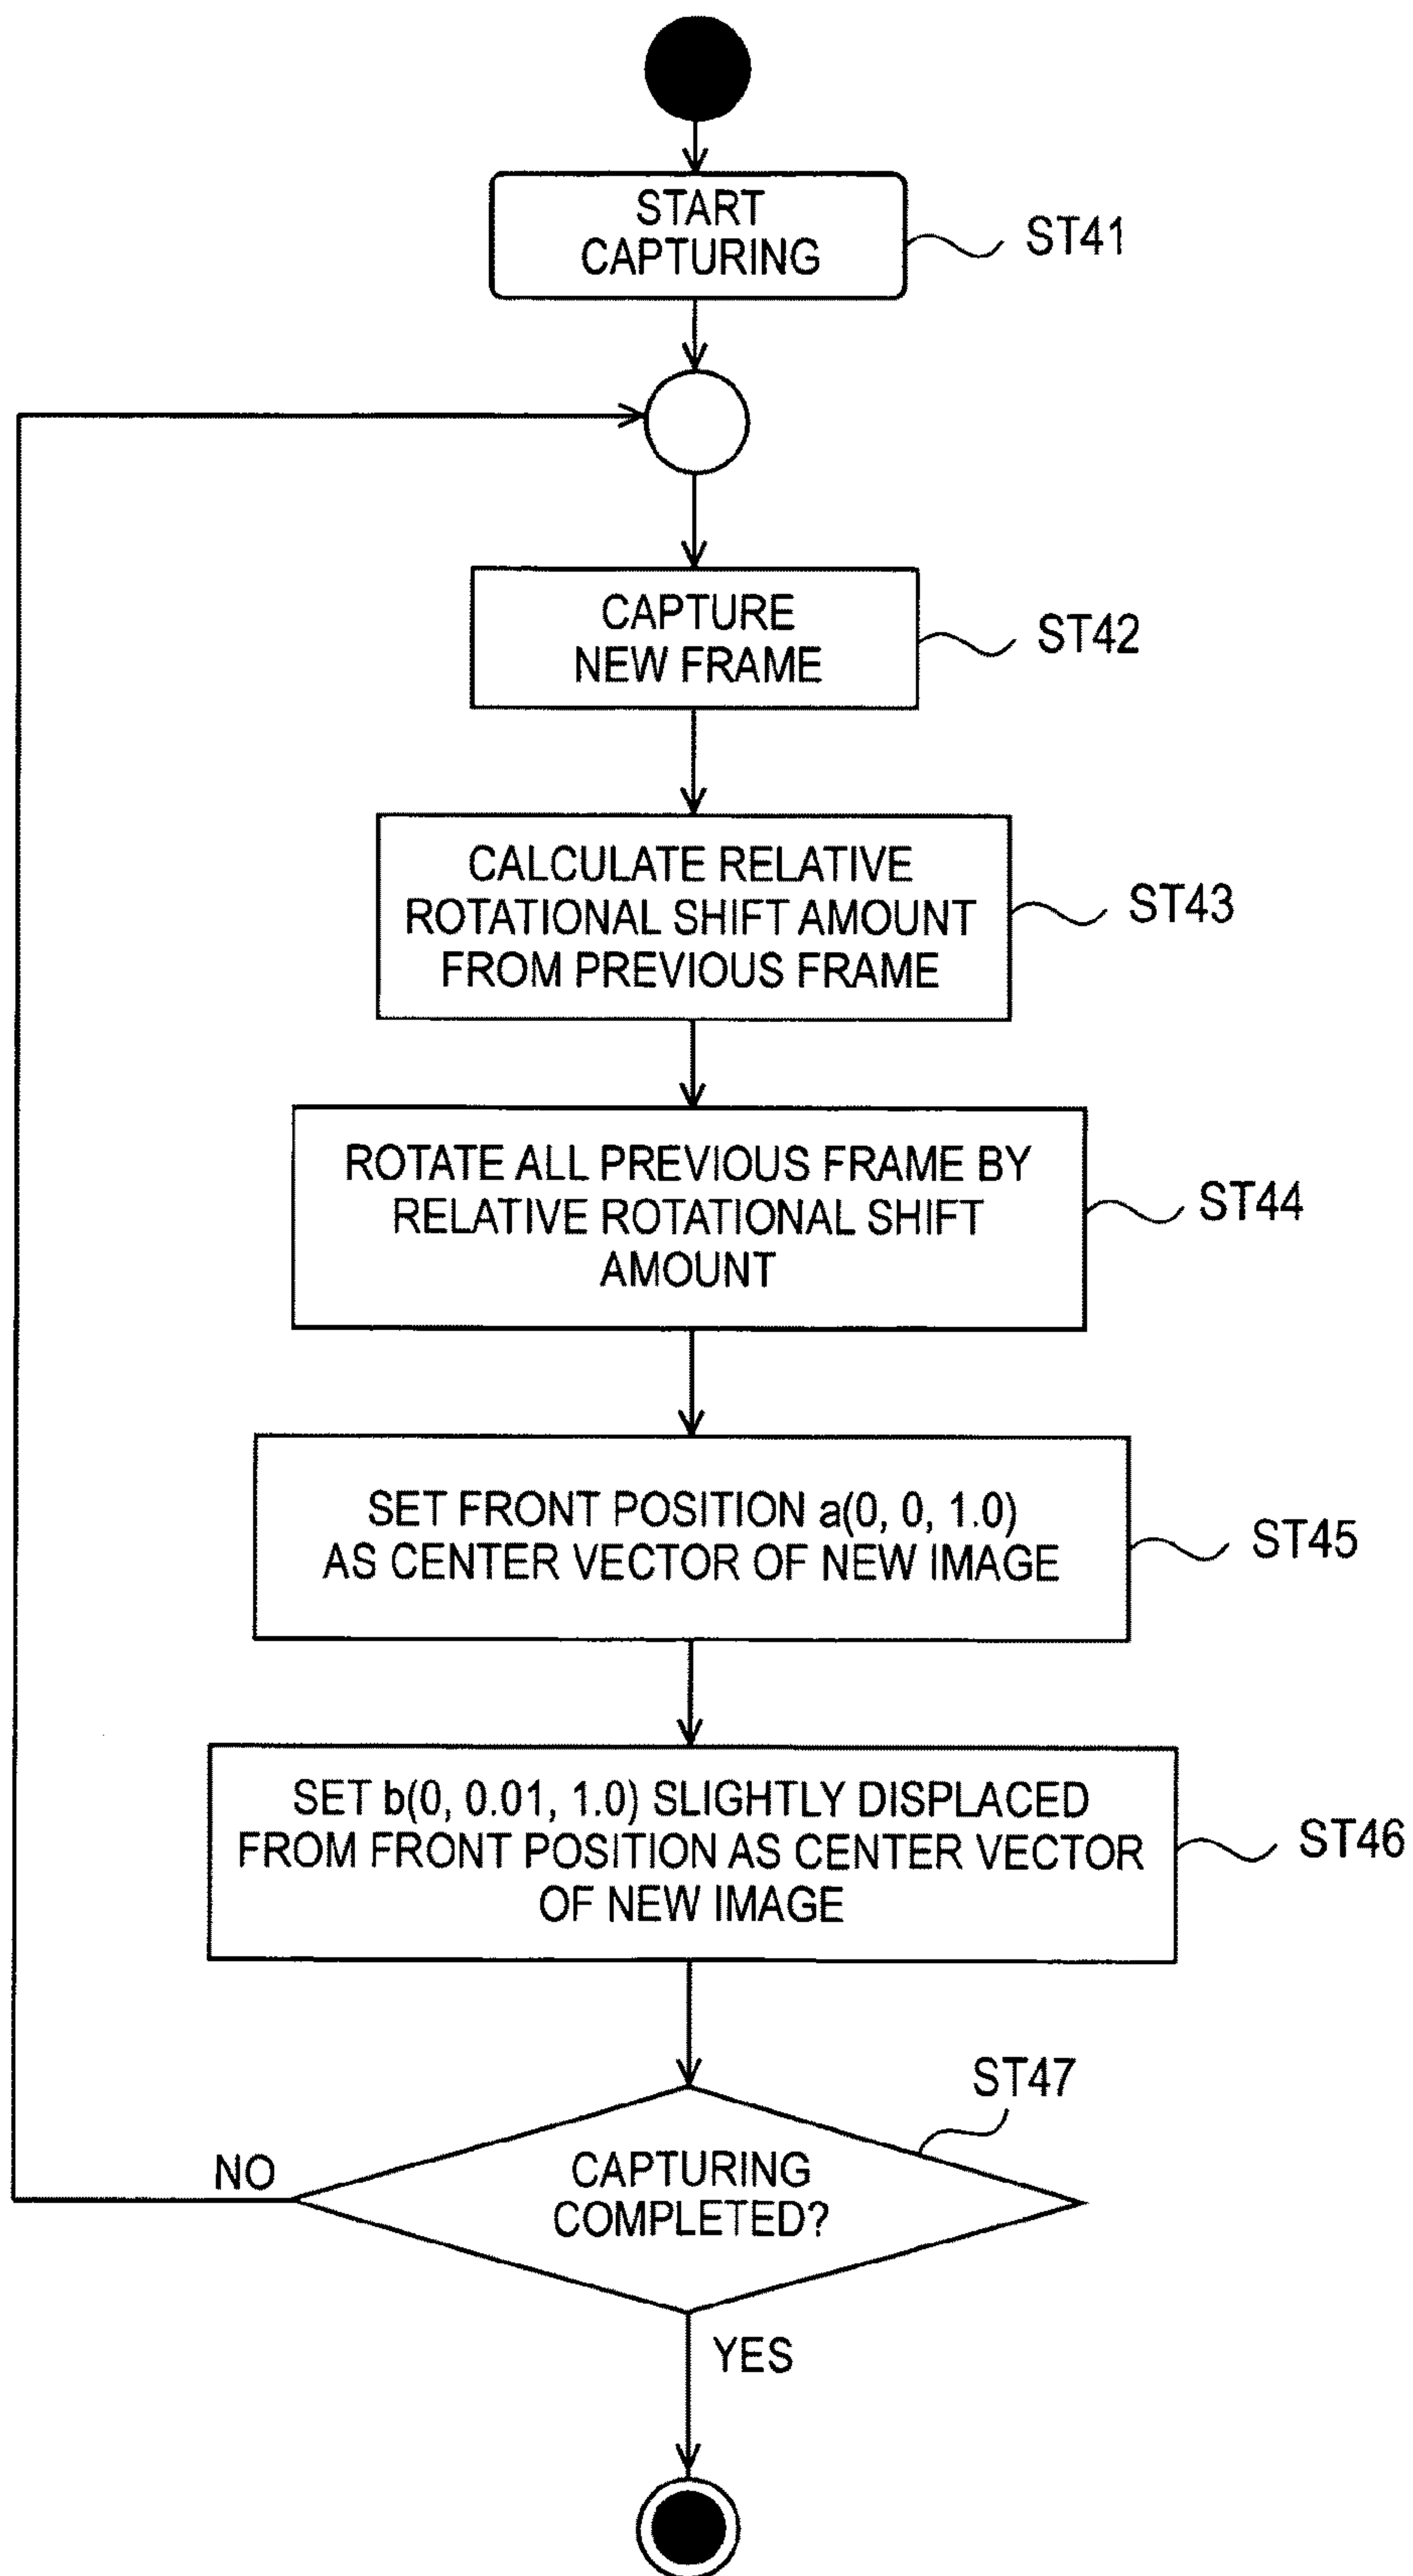 START
CAPTURING
ST41
CAPTURE
NEW FRAME
ST42
CALCULATE RELATIVE
ROTATIONAL SHIFT AMOUNT
FROM PREVIOUS FRAME
ST43
ROTATE ALL PREVIOUS FRAME BY
RELATIVE ROTATIONAL SHIFT
AMOUNT
ST44
SET FRONT POSITION a(0, 0, 1.0)
AS CENTER VECTOR OF NEW IMAGE
ST45
SET b(0, 0.01, 1.0) SLIGHTLY DISPLACED
FROM FRONT POSITION AS CENTER VECTOR
OF NEW IMAGE
ST46
ST47
CAPTURING
COMPLETED?
NO
YES